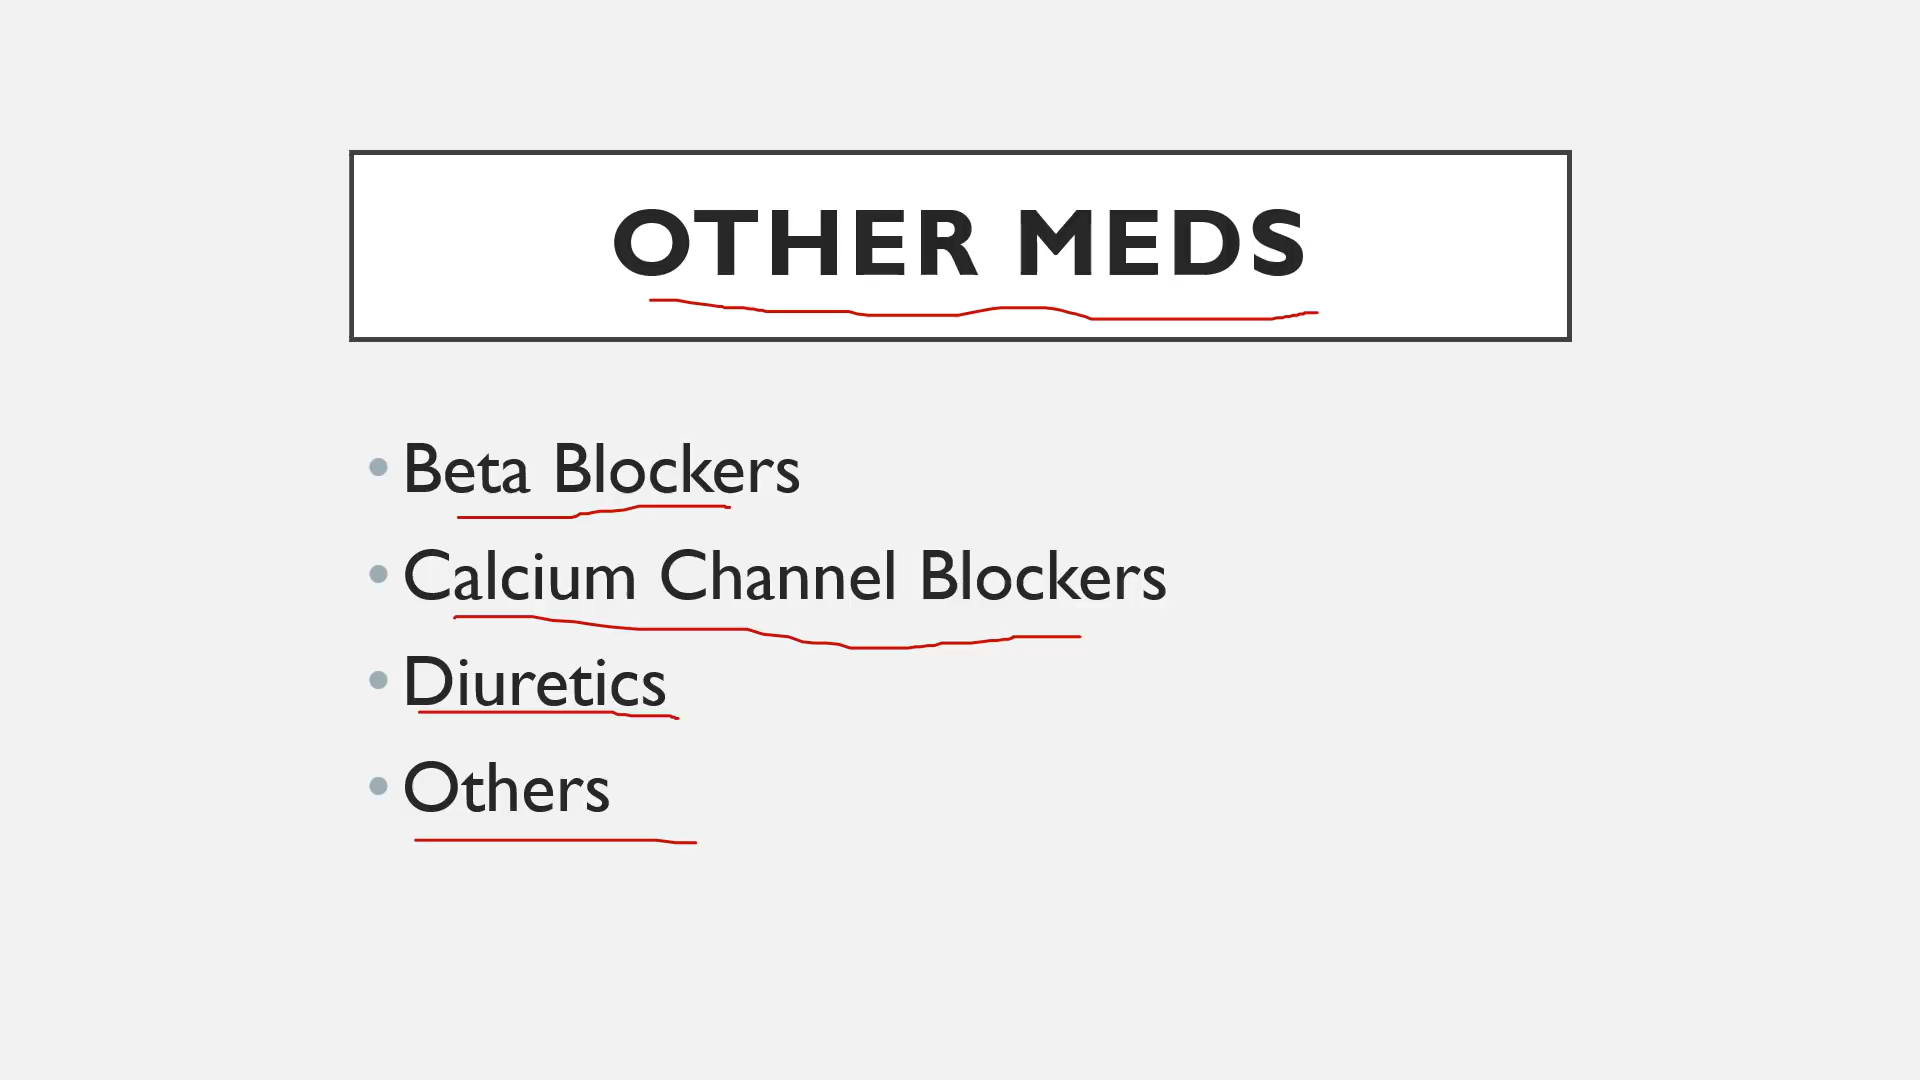 OTHER MEDS
• Beta Blockers
• Calcium Channel Blockers
• Diuretics
• Others